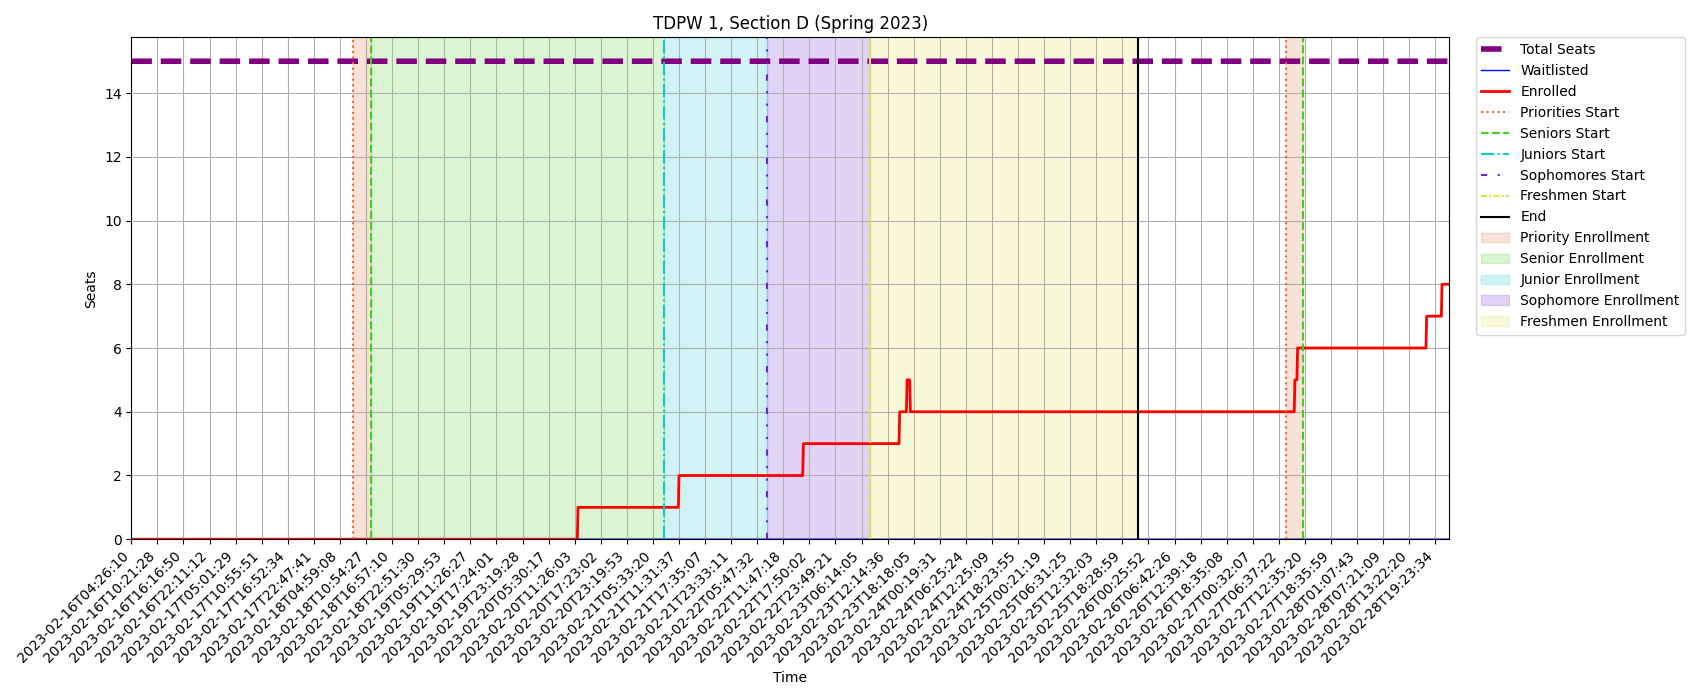 TDPW 1, Section D (Spring 2023)
Seats
14
12
10
8
6
4
2
0
2023-02-16T04:26:10
2023-02-16T10:21:28
2023-02-16T16:16:50
2023-02-16T22:11:12
2023-02-17T05:01:29
2023-02-17T10:55:51
2023-02-17T16:52:34
2023-02-17T22:47:41
2023-02-18T04:59:08
2023-02-18T10:54:27
2023-02-18T16:57:10
2023-02-18T22:51:30
2023-02-19T05:29:53
2023-02-19T11:26:27
2023-02-19T17:24:01
2023-02-19T23:19:28
2023-02-20T05:30:17
2023-02-20T11:26:03
2023-02-20T17:23:02
2023-02-20T23:19:53
2023-02-21T05:33:20
2023-02-21T11:31:37
2023-02-21T17:35:07
2023-02-21T23:33:11
2023-02-22T05:47:32
2023-02-22T11:47:18
2023-02-22T17:50:02
2023-02-22T23:49:21
2023-02-23T06:14:05
2023-02-23T12:14:36
2023-02-23T18:18:05
2023-02-24T00:19:31
2023-02-24T06:25:24
2023-02-24T12:25:09
2023-02-24T18:23:55
2023-02-25T00:21:19
2023-02-25T06:31:25
2023-02-25T12:32:03
2023-02-25T18:28:59
2023-02-26T00:25:52
2023-02-26T06:42:26
2023-02-26T12:39:18
2023-02-26T18:35:08
2023-02-27T00:32:07
2023-02-27T06:37:22
2023-02-27T12:35:20
2023-02-27T18:35:59
2023-02-28T01:07:43
2023-02-28T07:21:09
2023-02-28T13:22:20
2023-02-28T19:23:34
Time
Total Seats
Waitlisted
Enrolled
Priorities Start
Seniors Start
Juniors Start
Sophomores Start
Freshmen Start
End
Priority Enrollment
Senior Enrollment
Junior Enrollment
Sophomore Enrollment
Freshmen Enrollment